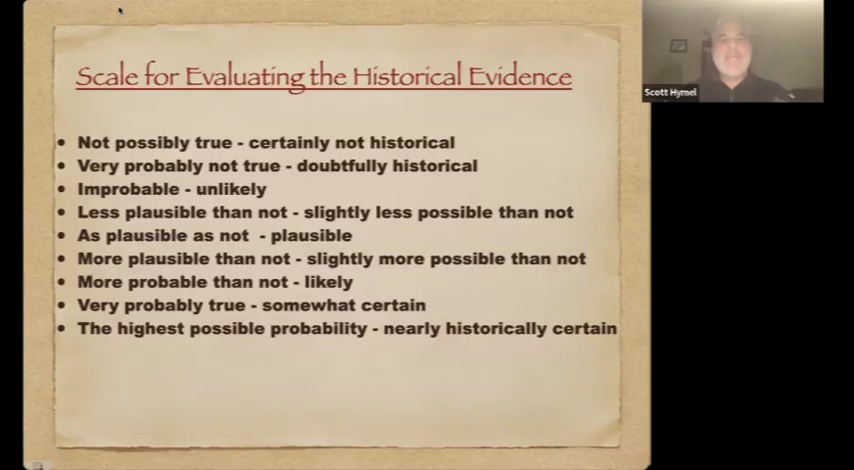 Scale for Evaluating the Historical Evidence
• Not possibly true - certainly not historical
• Very probably not true - doubtfully historical
• Improbable - unlikely
• Less plausible than not - slightly less possible than not
• As plausible as not - plausible
• More plausible than not - slightly more possible than not
• More probable than not - likely
• Very probably true - somewhat certain
• The highest possible probability - nearly historically certain
Scott Hymel